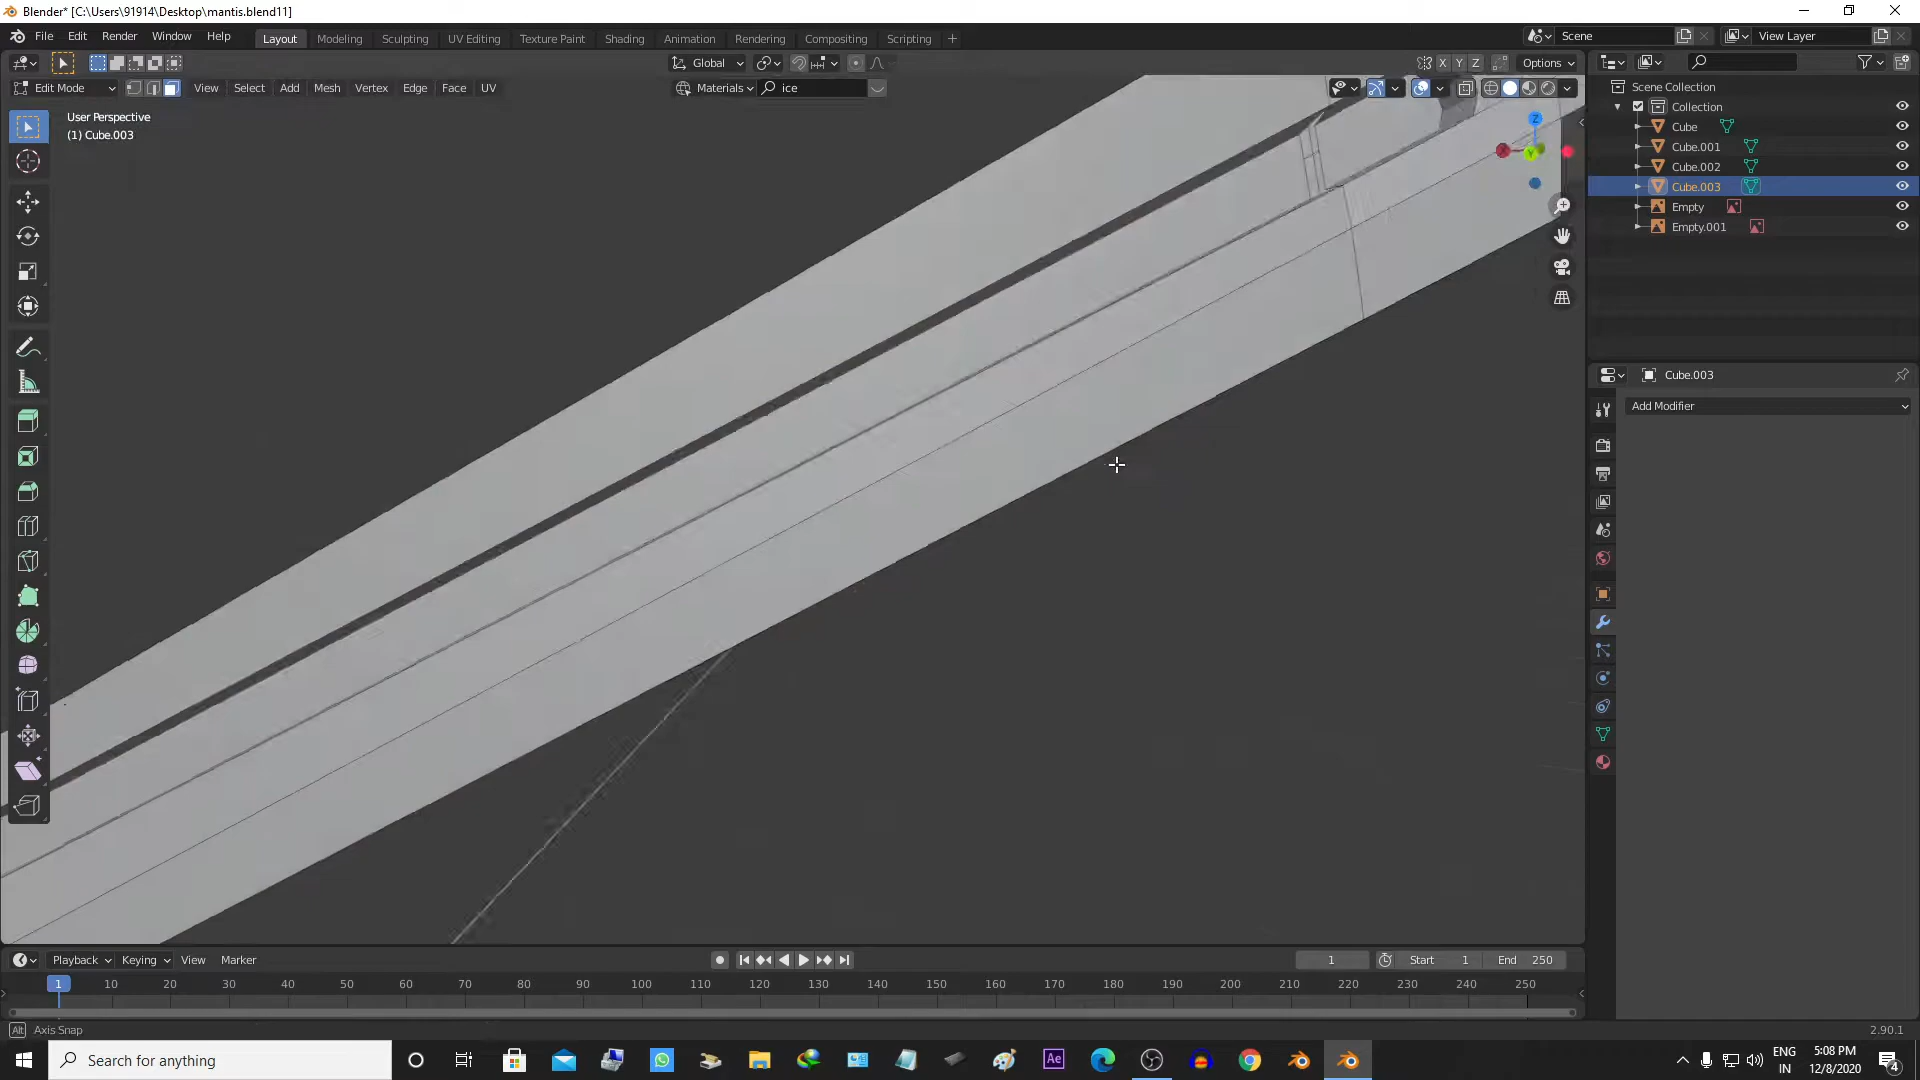 Blender* [C:\Users\91914\Desktop\mantis.blend11]
File Edit Render Window Help Layout Modeling Sculpting UV Editing Texture Paint Shading Animation Rendering Compositing Scripting + Scene View Layer
Global X Y Z Options
Edit Mode View Select Add Mesh Vertex Edge Face UV Materials ice
User Perspective
(1) Cube.003
Z
X
Y
Scene Collection
Collection
Cube
Cube.001
Cube.002
Cube.003
Empty
Empty.001
Cube.003
Add Modifier
Playback Keying View Marker 1 Start 1 End 250
1 10 20 30 40 50 60 70 80 90 100 110 120 130 140 150 160 170 180 190 200 210 220 230 240 250
Alt Axis Snap 2.90.1
Search for anything
Ae
ENG
IN
5:08 PM
12/8/2020
4